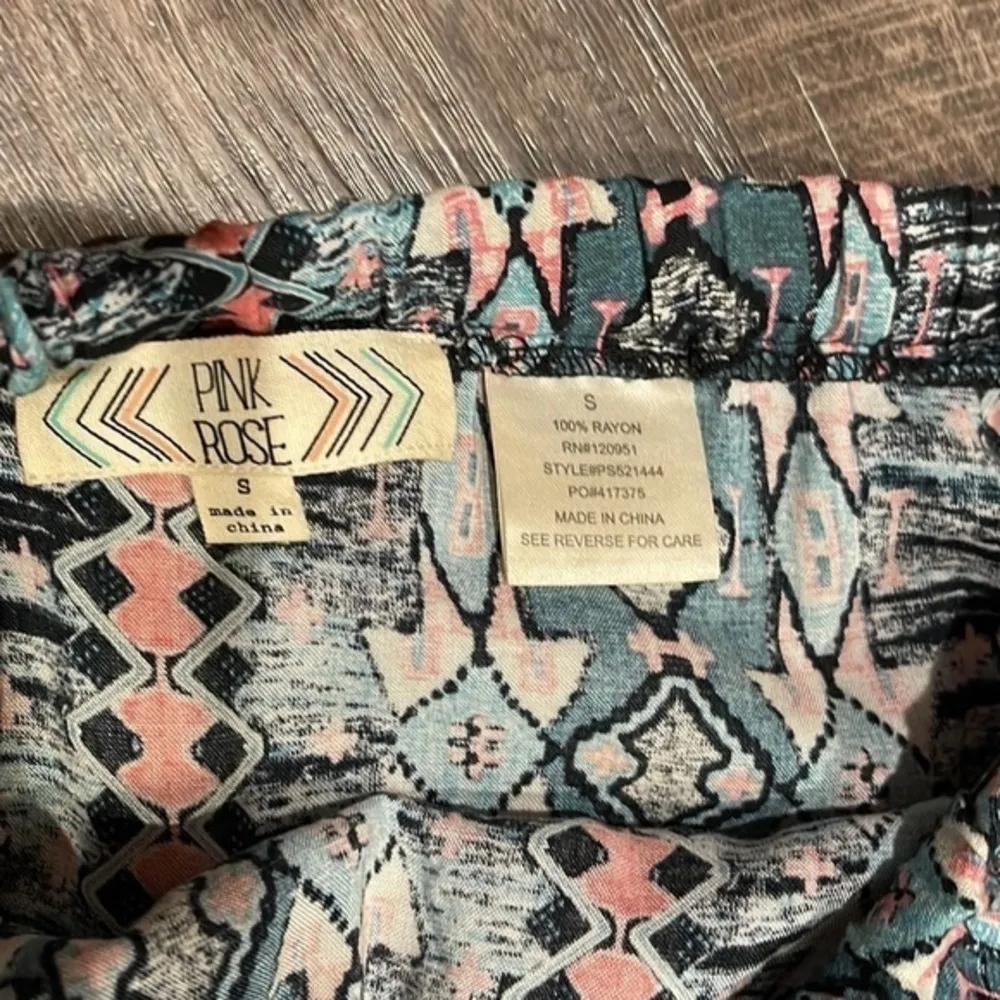 PINK
ROSE
S
made in
china
S
100% RAYON
RN#120951
STYLE#PS521444
PO#417375
MADE IN CHINA
SEE REVERSE FOR CARE